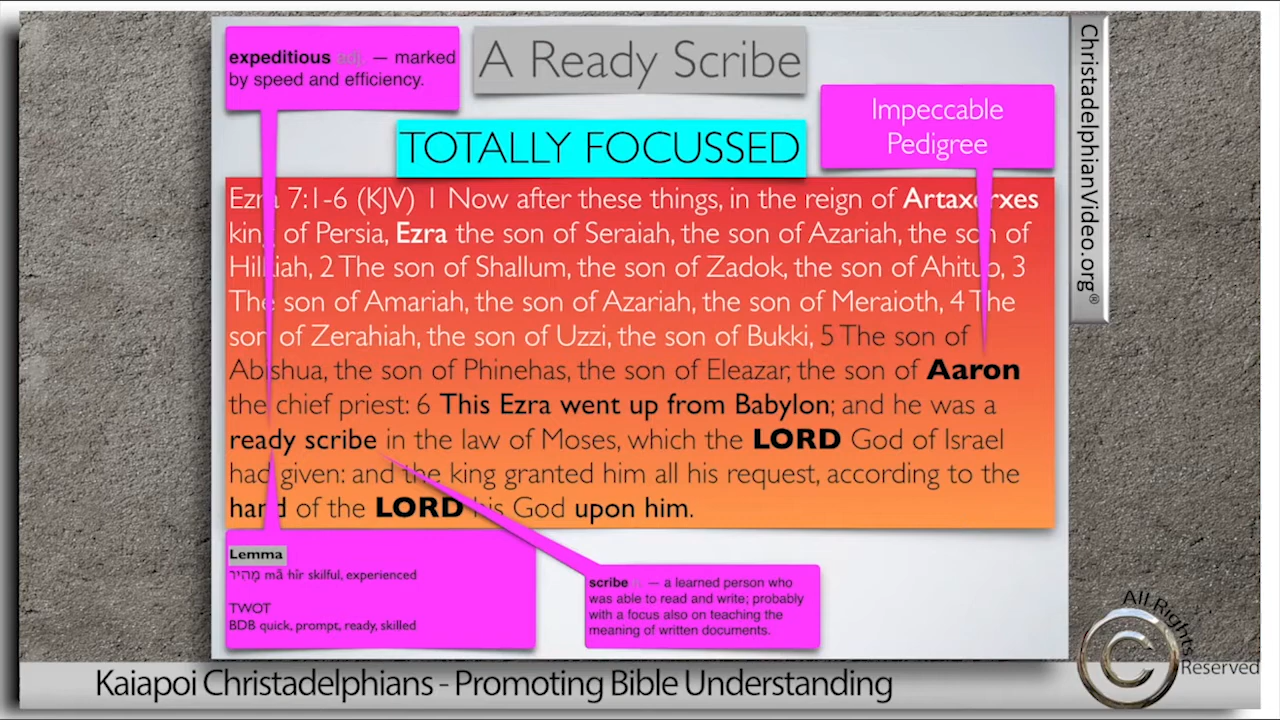 expeditious adj. — marked
by speed and efficiency.
A Ready Scribe
TOTALLY FOCUSSED
Impeccable
Pedigree
Ezra 7:1-6 (KJV) 1 Now after these things, in the reign of Artaxerxes
king of Persia, Ezra the son of Seraiah, the son of Azariah, the son of
Hilkiah, 2 The son of Shallum, the son of Zadok, the son of Ahitub, 3
The son of Amariah, the son of Azariah, the son of Meraioth, 4 The
son of Zerahiah, the son of Uzzi, the son of Bukki, 5 The son of
Abishua, the son of Phinehas, the son of Eleazar, the son of Aaron
the chief priest: 6 This Ezra went up from Babylon; and he was a
ready scribe in the law of Moses, which the LORD God of Israel
had given: and the king granted him all his request, according to the
hand of the LORD his God upon him.
Lemma
מָהִיר mā hîr skilful, experienced
TWOT
BDB quick, prompt, ready, skilled
scribe n. — a learned person who
was able to read and write; probably
with a focus also on teaching the
meaning of written documents.
ChristadelphianVideo.org®
Kaiapoi Christadelphians - Promoting Bible Understanding
All Rights
C
Reserved